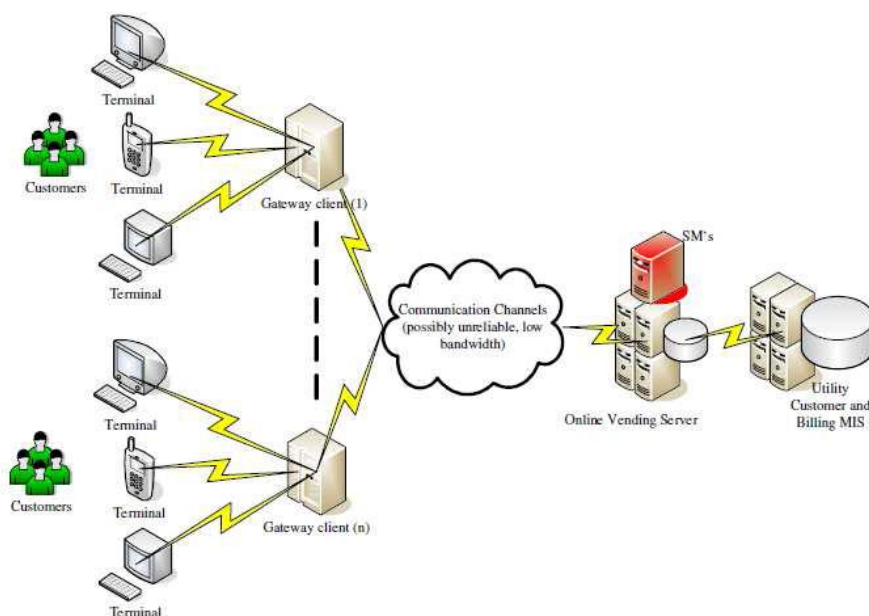 Terminal
Customers
Terminal
Gateway client (1)
Terminal
SM's
Communication Channels
(possibly unreliable, low
bandwidth)
Online Vending Server
Utility
Customer and
Billing MIS
Terminal
Customers
Terminal
Gateway client (n)
Terminal